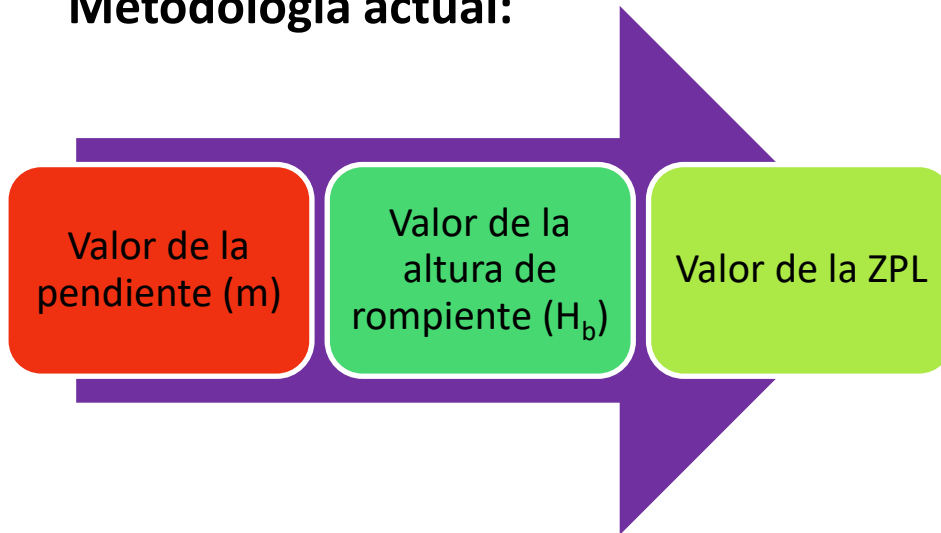 Metodología actual:
Valor de la
pendiente (m)
Valor de la
altura de
rompiente (Hb)
Valor de la ZPL